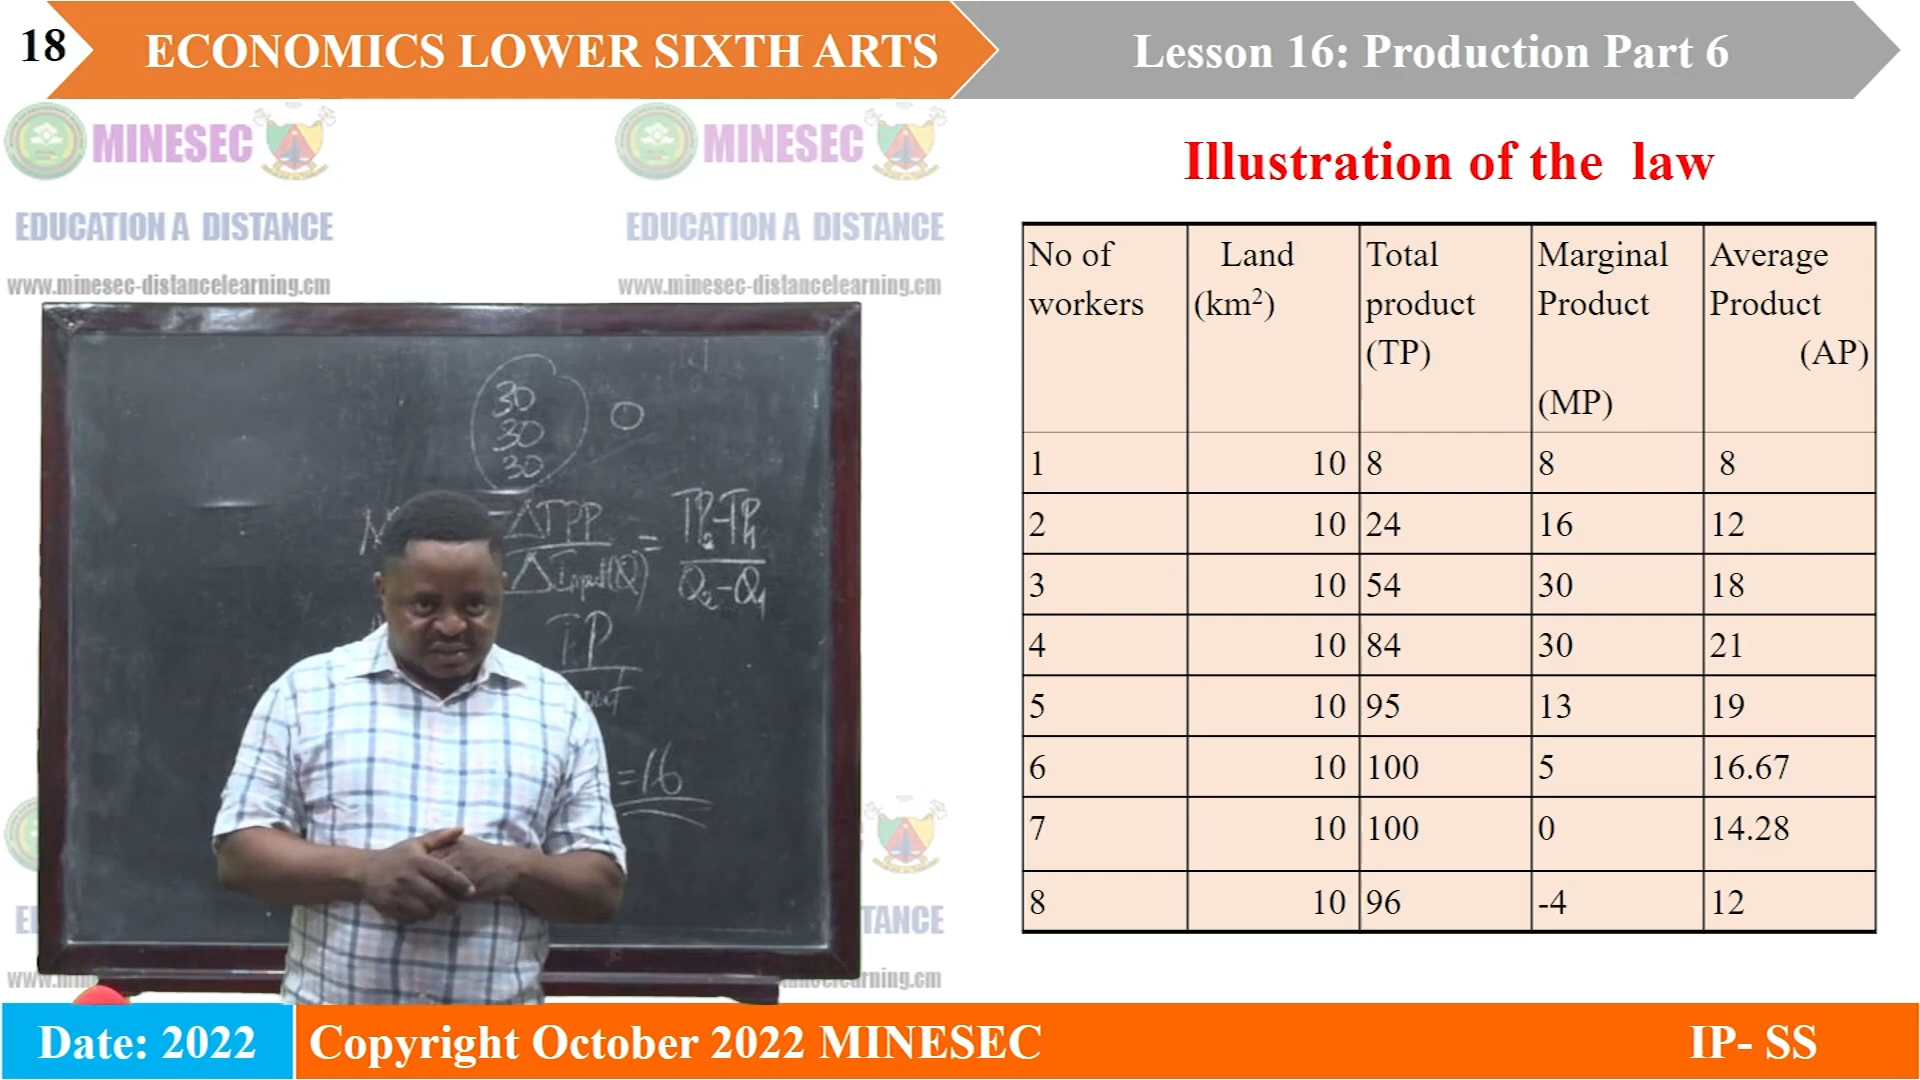 18
ECONOMICS LOWER SIXTH ARTS
Lesson 16: Production Part 6
MINESEC
MINESEC
EDUCATION A DISTANCE
EDUCATION A DISTANCE
www.minesec-distancelearning.cm
www.minesec-distancelearning.cm
30
30
30
0
ΔTPP
ΔInput(Q)
=
TP2-TP1
Q2-Q1
TP
=16
TANCE
Illustration of the law
No of workers Land (km²) Total product (TP) Marginal Product (MP) Average Product (AP)
1 10 8 8 8
2 10 24 16 12
3 10 54 30 18
4 10 84 30 21
5 10 95 13 19
6 10 100 5 16.67
7 10 100 0 14.28
8 10 96 -4 12
Date: 2022
Copyright October 2022 MINESEC
IP- SS